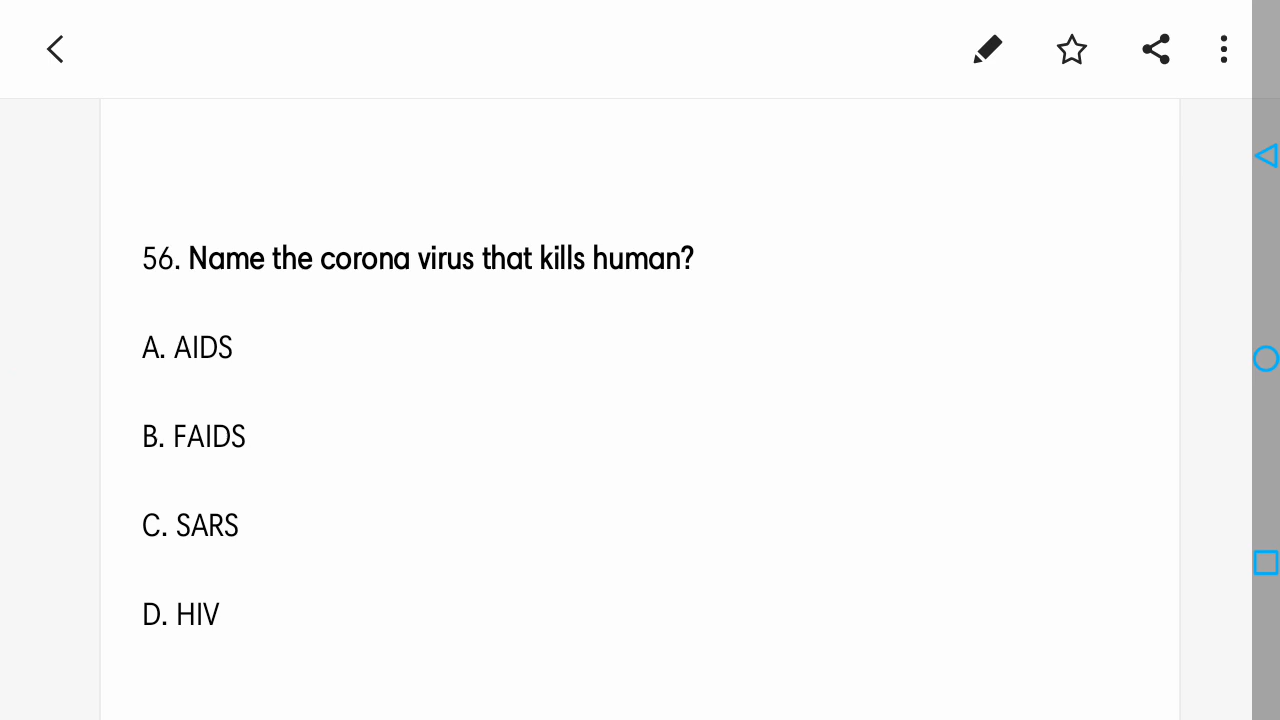 56. Name the corona virus that kills human?
A. AIDS
B. FAIDS
C. SARS
D. HIV